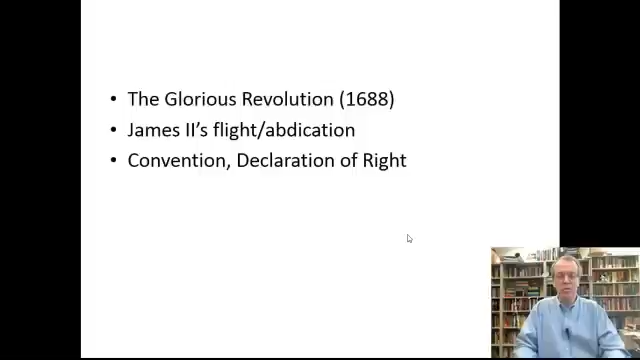 • The Glorious Revolution (1688)
• James II's flight/abdication
• Convention, Declaration of Right